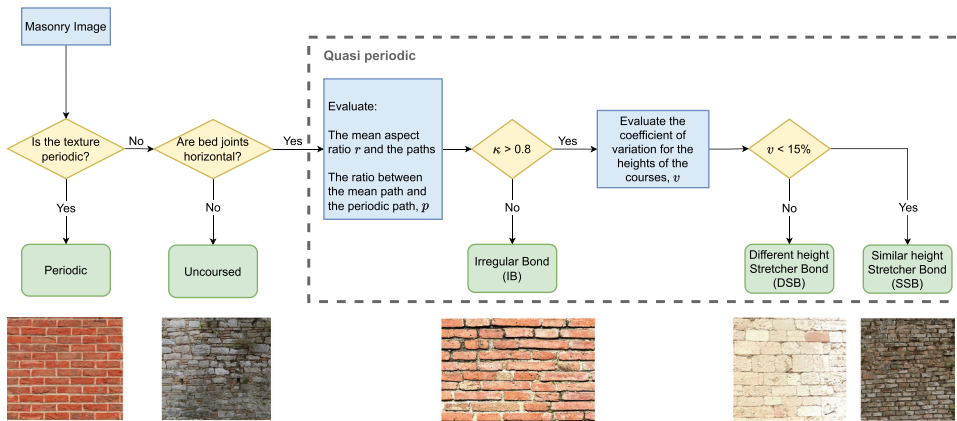 Masonry Image
Quasi periodic
Is the texture
periodic?
No
Are bed joints
horizontal?
Yes
Evaluate:
The mean aspect
ratio r and the paths
The ratio between
the mean path and
the periodic path, p
κ > 0.8
Yes
Evaluate the
coefficient of
variation for the
heights of the
courses, v
v < 15%
Yes
No
No
No
Yes
Periodic
Uncoursed
Irregular Bond
(IB)
Different height
Stretcher Bond
(DSB)
Similar height
Stretcher Bond
(SSB)